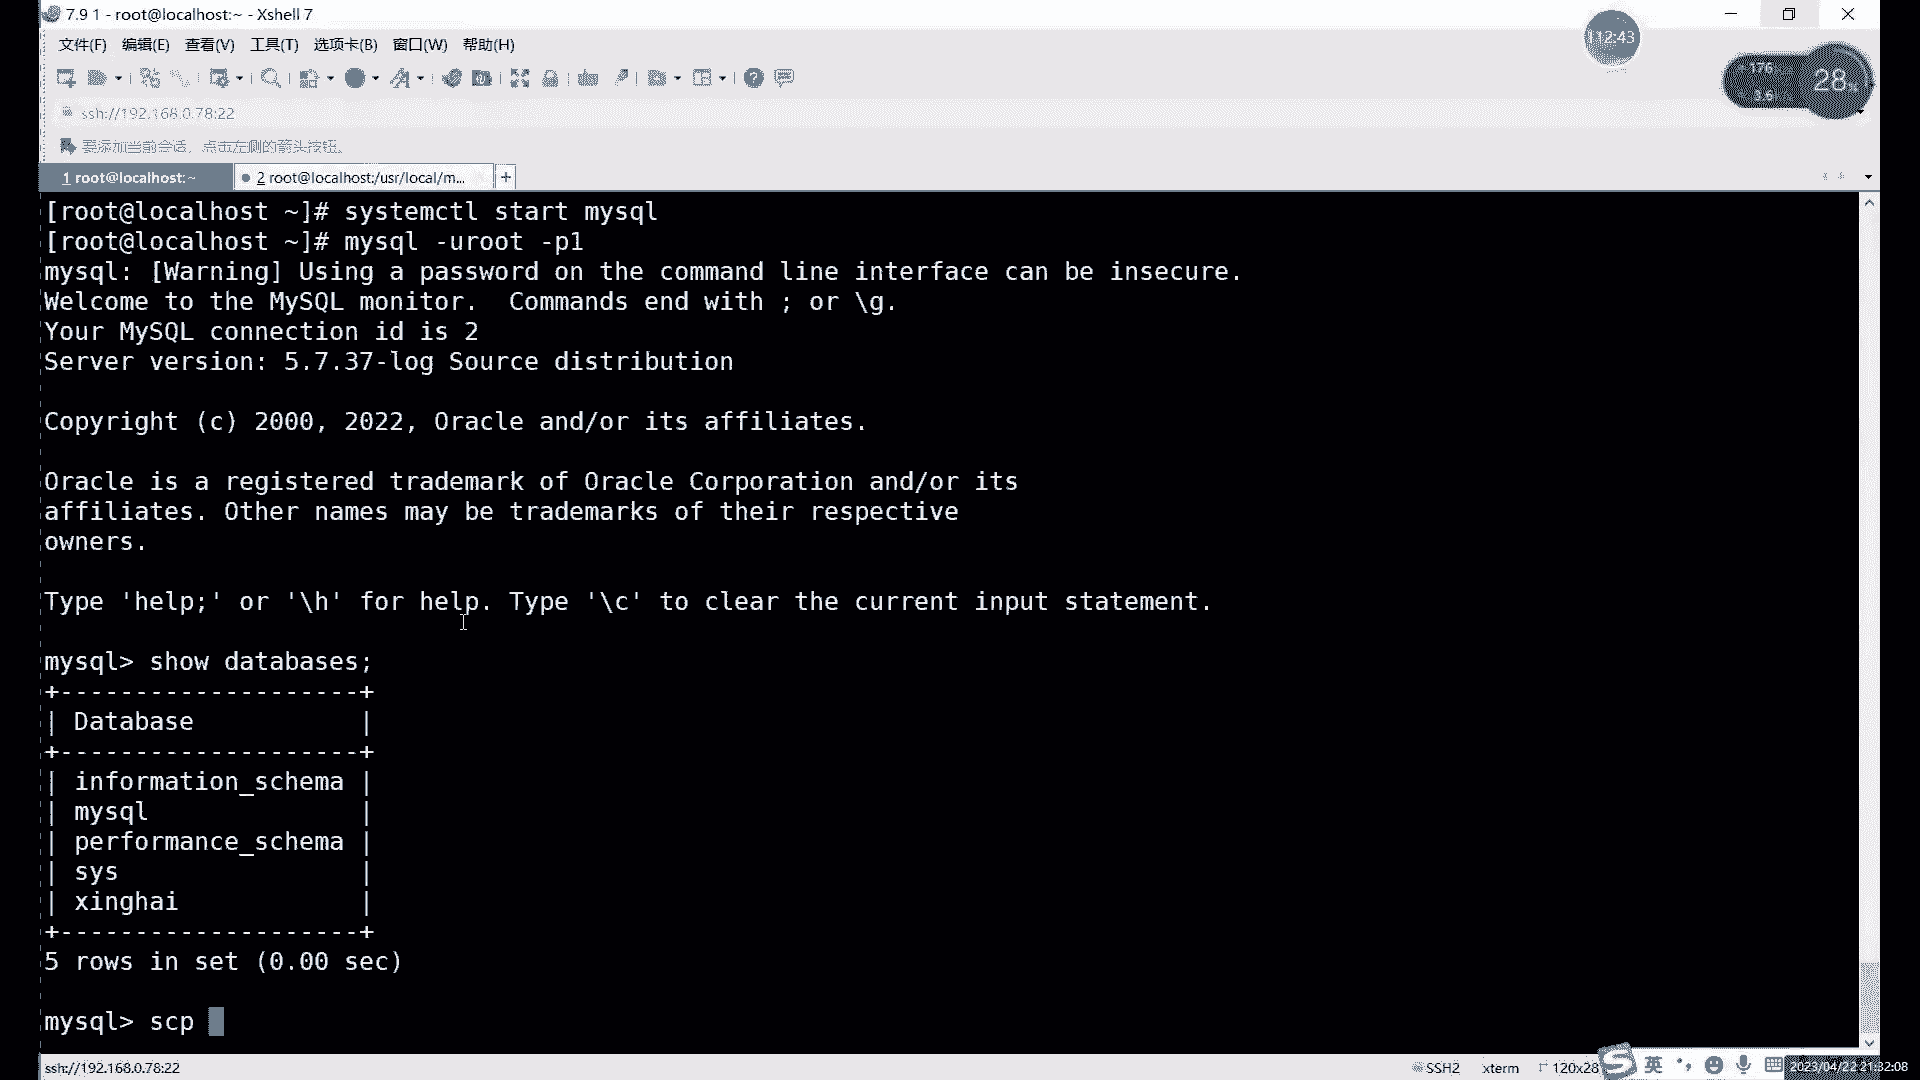 7.9 1 - root@localhost:~ - Xshell 7
12:43
文件(F) 编辑(E) 查看(V) 工具(T) 选项卡(B) 窗口(W) 帮助(H)
176
3.6
28%
ssh://192.168.0.78:22
要添加当前会话，点击左侧的箭头按钮。
1 root@localhost:~
2 root@localhost:/usr/local/m...
+
[root@localhost ~]# systemctl start mysql
[root@localhost ~]# mysql -uroot -p1
mysql: [Warning] Using a password on the command line interface can be insecure.
Welcome to the MySQL monitor.  Commands end with ; or \g.
Your MySQL connection id is 2
Server version: 5.7.37-log Source distribution
Copyright (c) 2000, 2022, Oracle and/or its affiliates.
Oracle is a registered trademark of Oracle Corporation and/or its
affiliates. Other names may be trademarks of their respective
owners.
Type 'help;' or '\h' for help. Type '\c' to clear the current input statement.
mysql> show databases;
+--------------------+
| Database           |
+--------------------+
| information_schema |
| mysql              |
| performance_schema |
| sys                |
| xinghai            |
+--------------------+
5 rows in set (0.00 sec)
mysql> scp
ssh://192.168.0.78:22
SSH2
xterm
120x28
英
2023/04/22 21:32:08